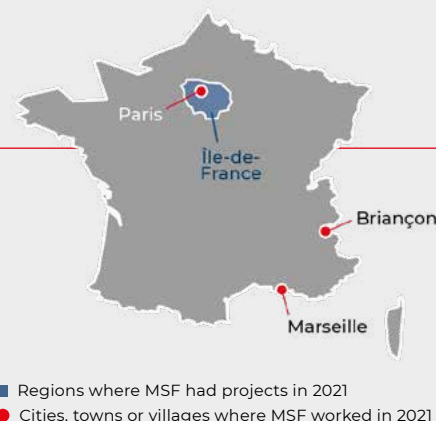 Paris
Île-de-
France
Briançon
Marseille
Regions where MSF had projects in 2021
Cities, towns or villages where MSF worked in 2021